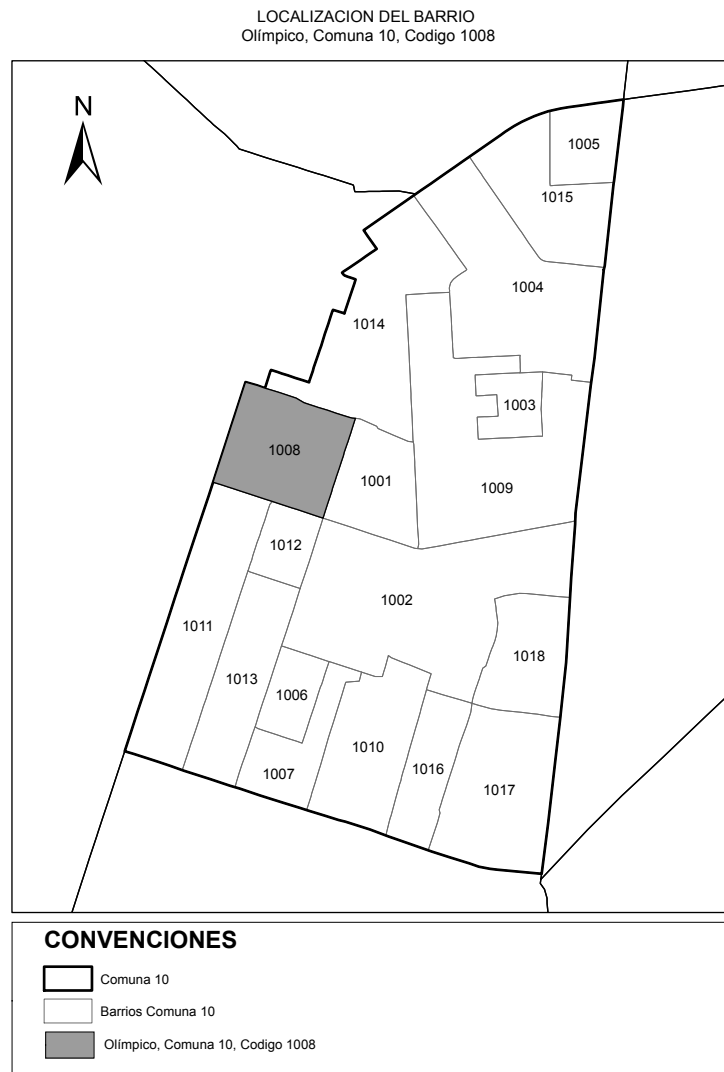 LOCALIZACION DEL BARRIO
Olímpico, Comuna 10, Codigo 1008
N
1005
1015
1004
1014
1003
1008
1001
1009
1012
1002
1011
1018
1013
1006
1010
1016
1007
1017
CONVENCIONES
Comuna 10
Barrios Comuna 10
Olímpico, Comuna 10, Codigo 1008